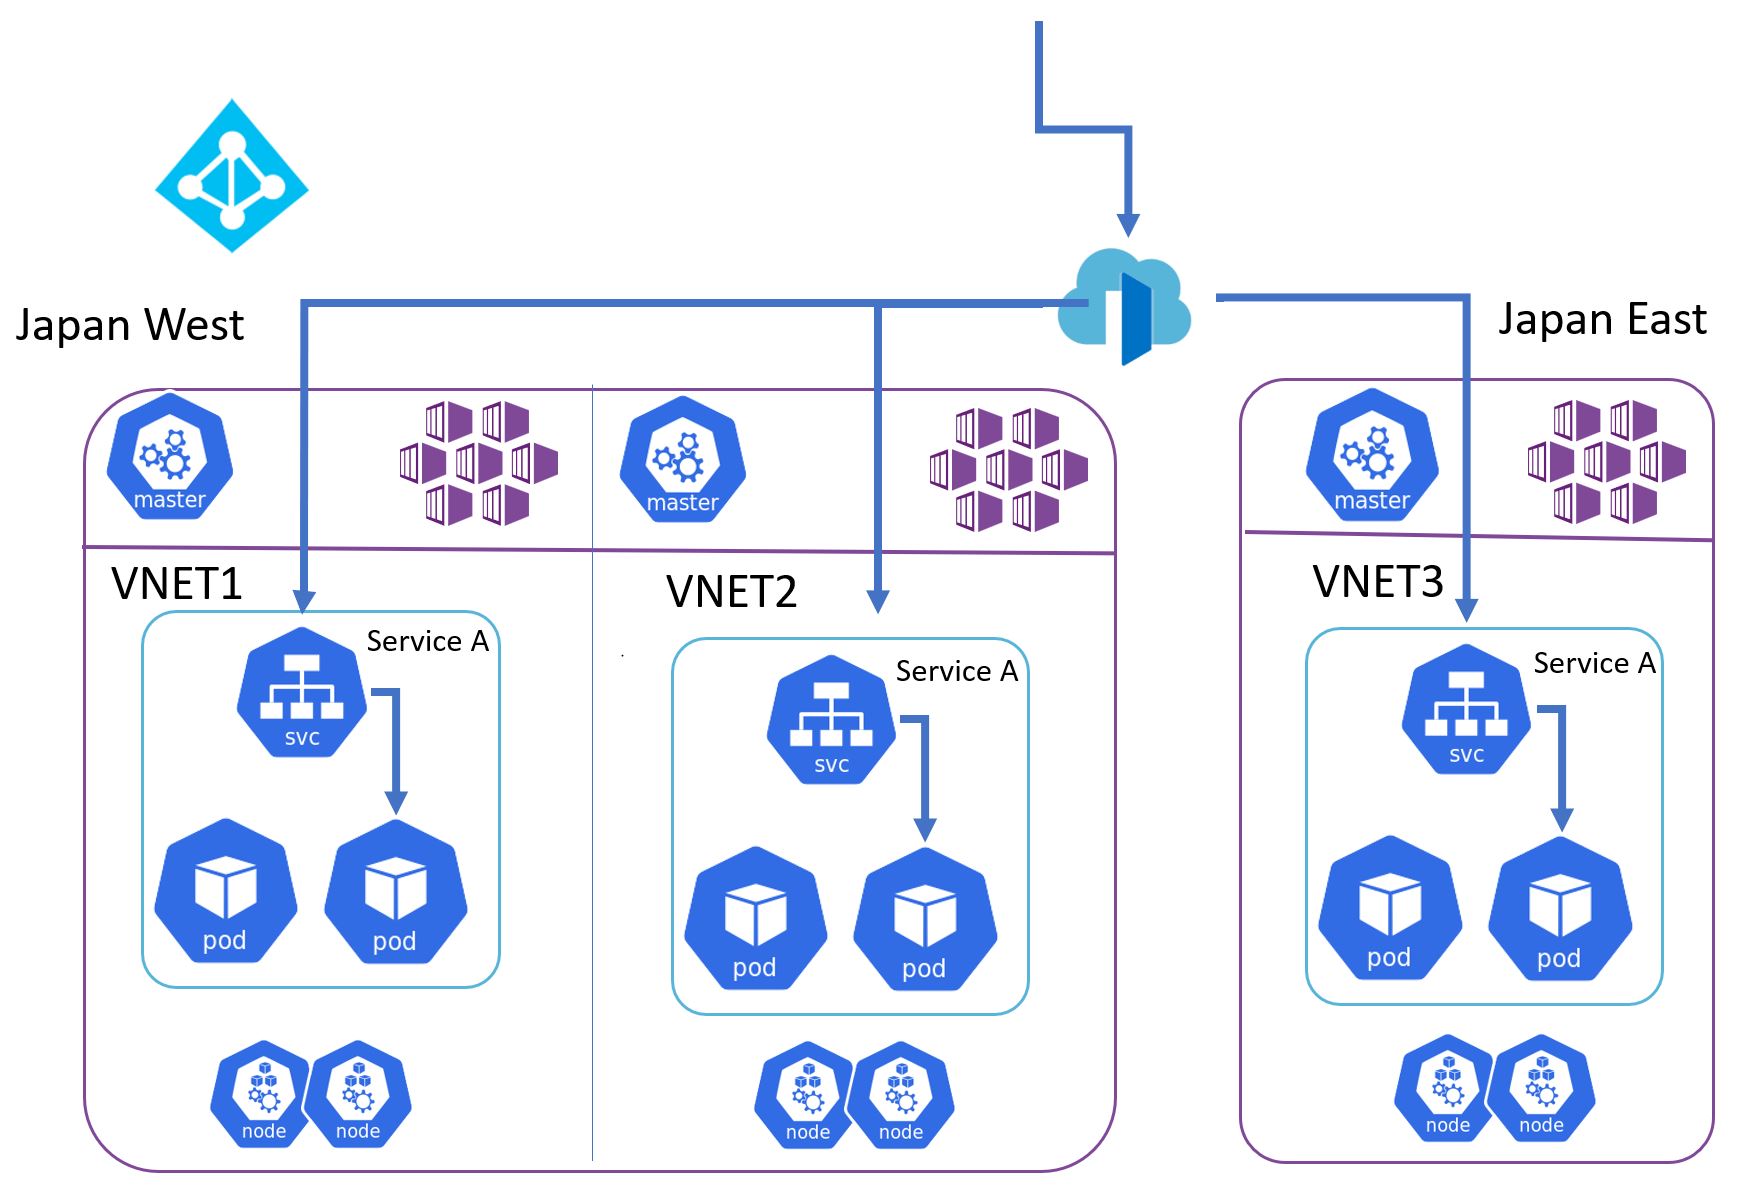 Japan West
Japan East
master
master
master
VNET1
VNET2
VNET3
Service A
Service A
Service A
svc
svc
svc
pod
pod
pod
pod
pod
pod
node
node
node
node
node
node